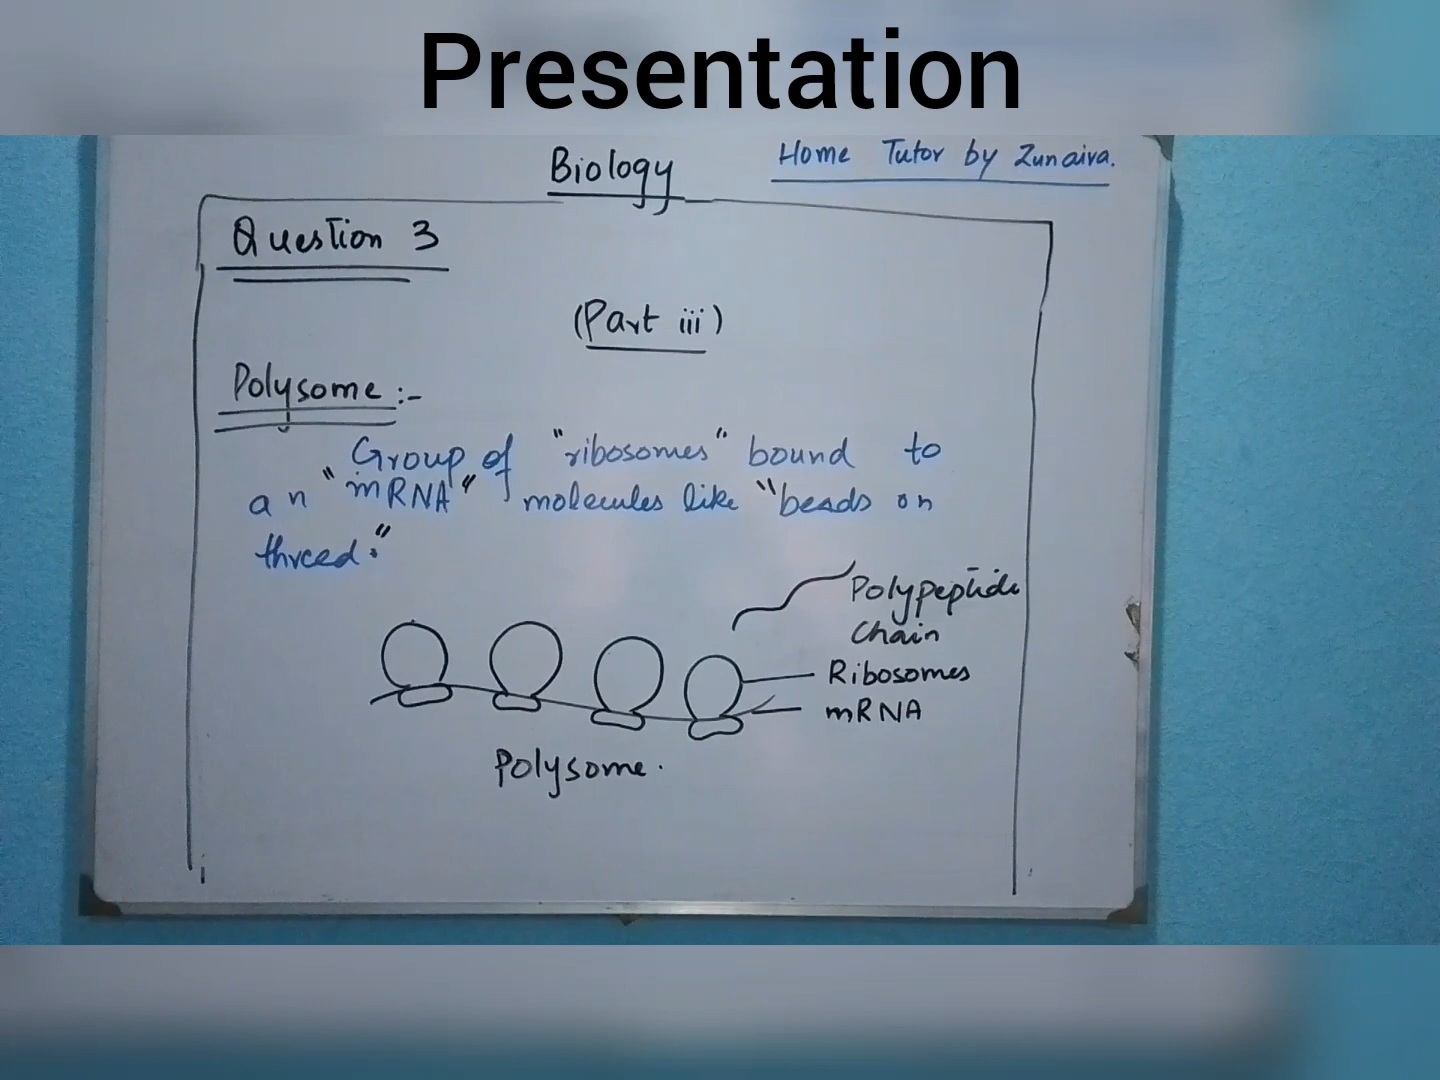 Presentation
Biology
Home Tutor by Zunaira.
Question 3
(Part iii)
Polysome :-
Group of "ribosomes" bound to
an "mRNA" molecules like "beads on
thread."
Polypeptide
Chain
Ribosomes
mRNA
Polysome.